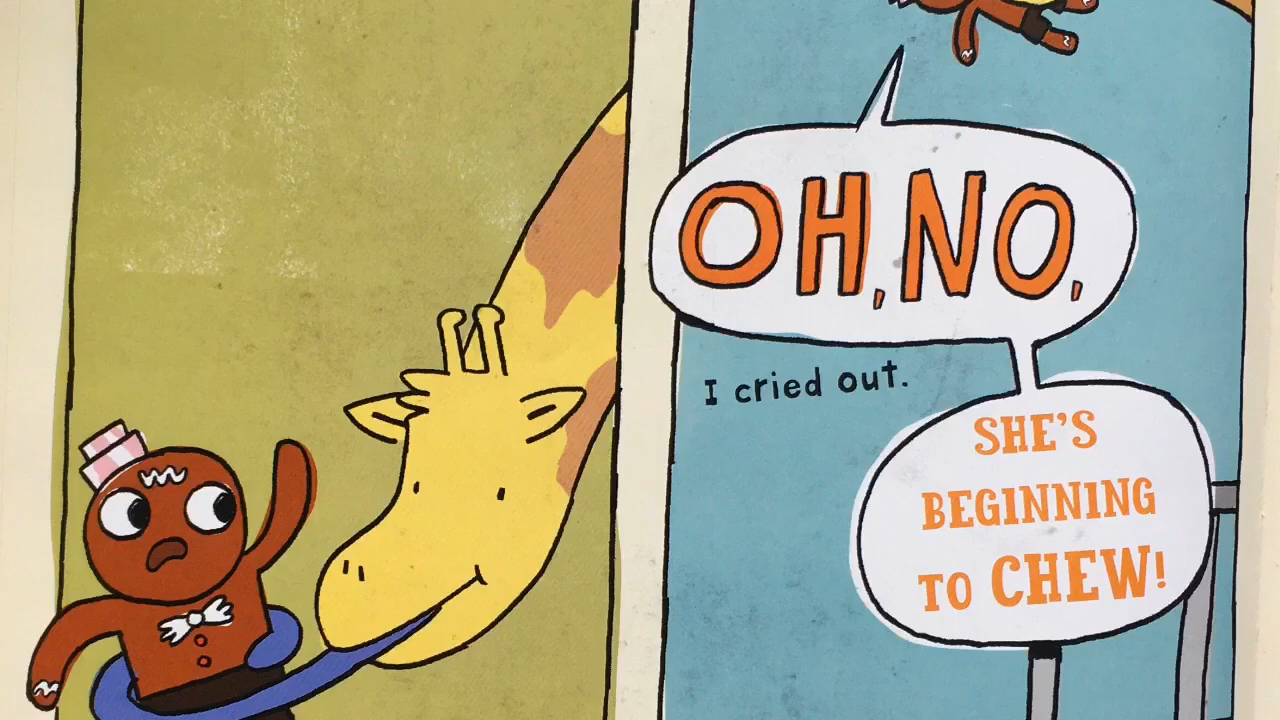 OH, NO,
I cried out.
SHE'S
BEGINNING
TO CHEW!